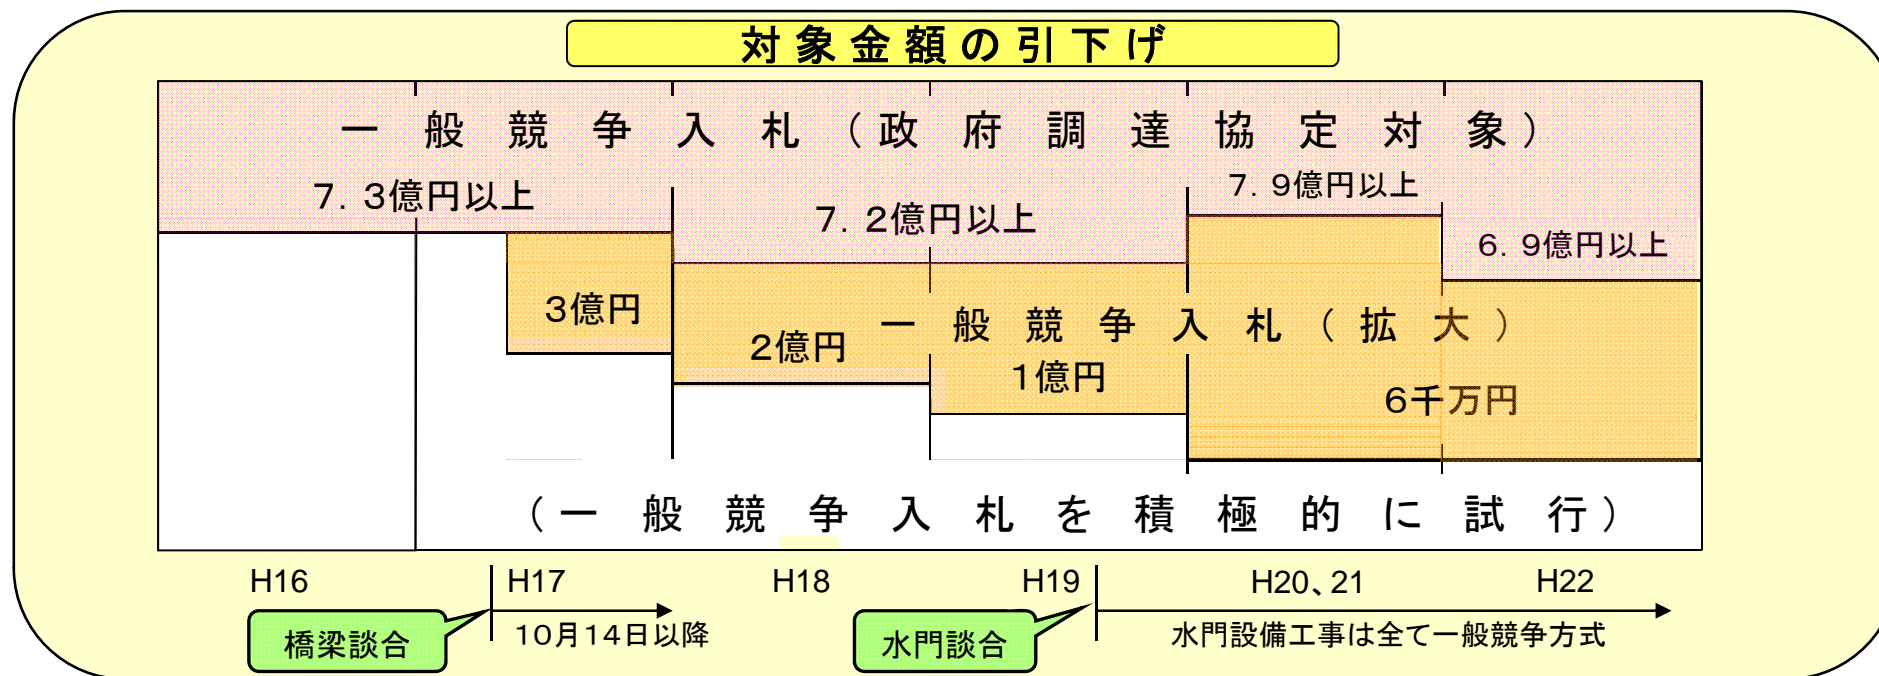 対象金額の引下げ
一般競争入札（政府調達協定対象）
７．３億円以上
７．２億円以上
７．９億円以上
６．９億円以上
３億円
２億円
一般競争入札（拡大）
１億円
６千万円
（一般競争入札を積極的に試行）
H16
H17
H18
H19
H20、21
H22
橋梁談合
１０月１４日以降
水門談合
水門設備工事は全て一般競争方式